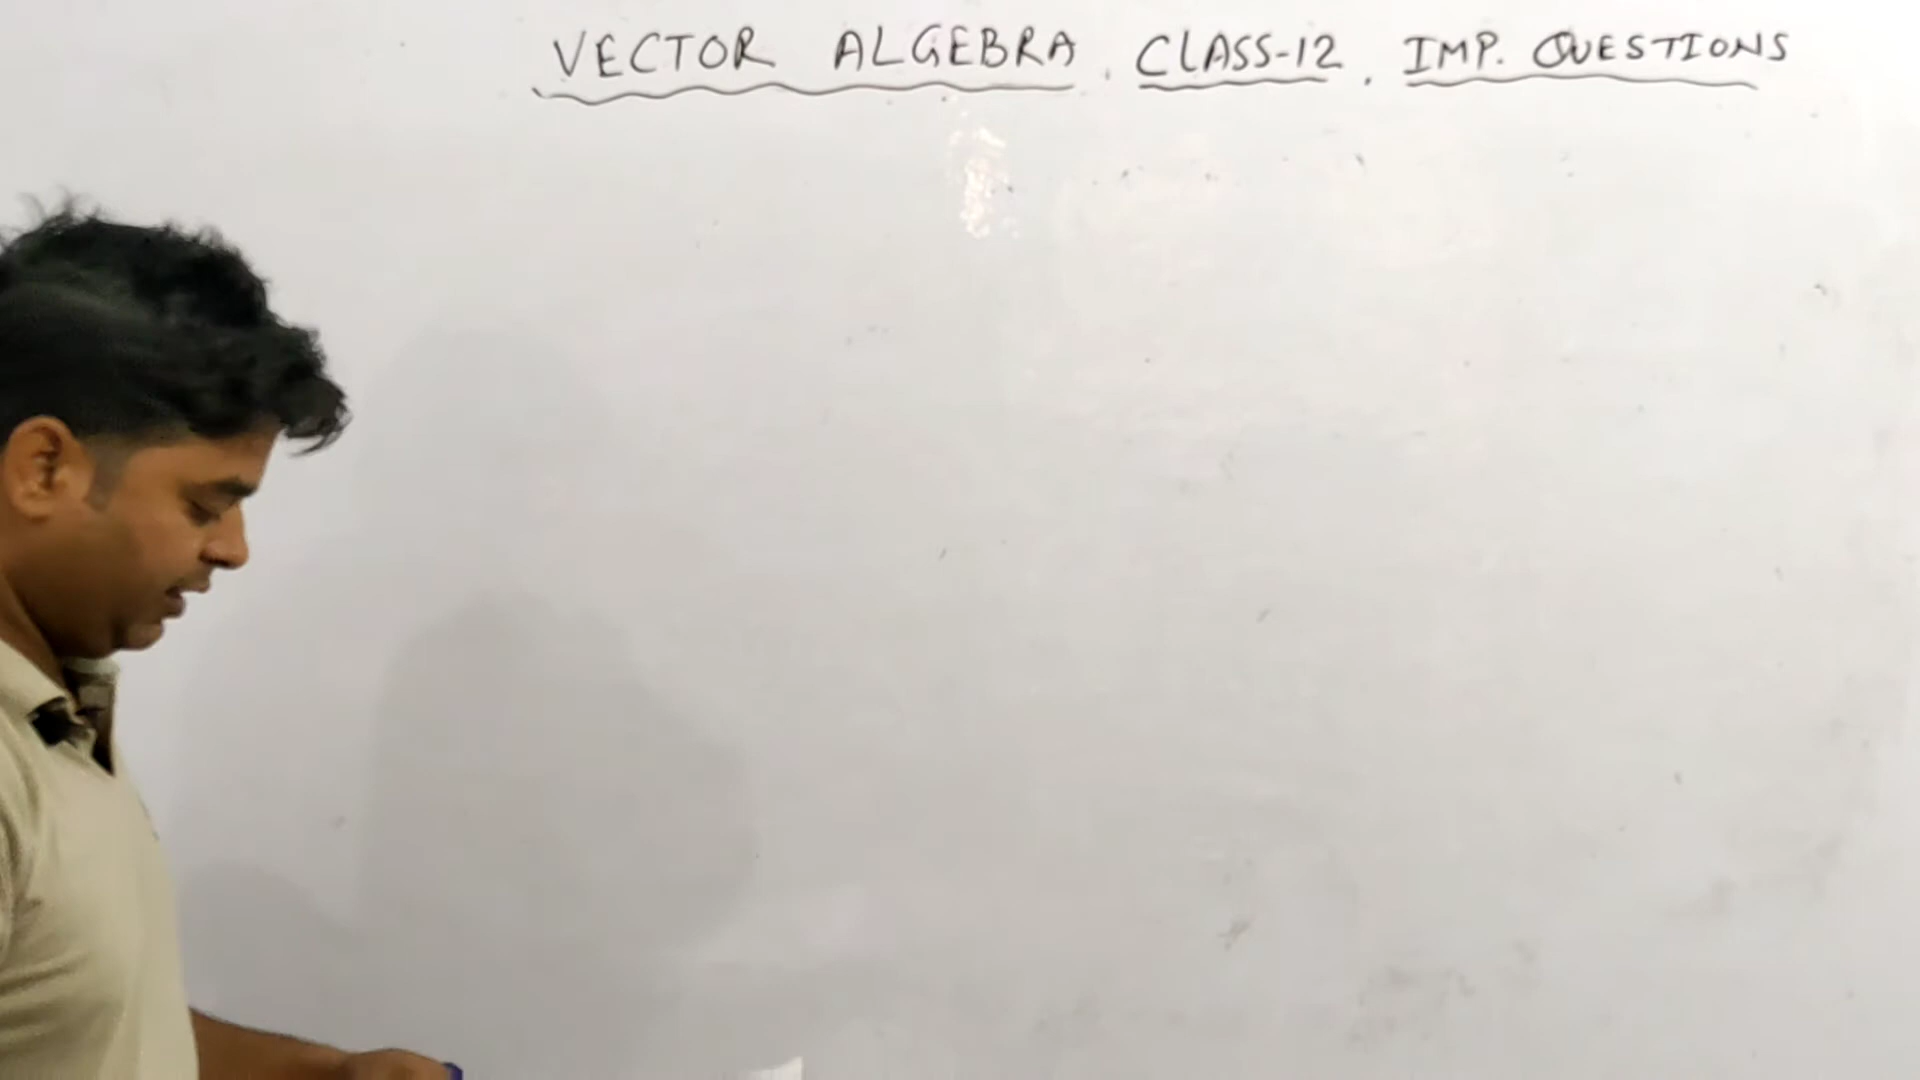 VECTOR ALGEBRA, CLASS-12, IMP. QUESTIONS